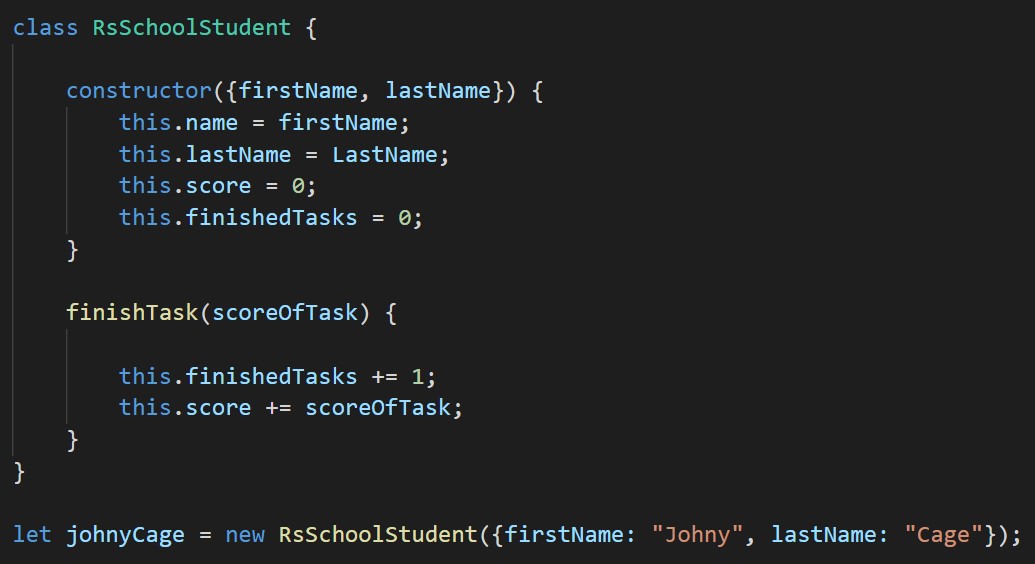 class RsSchoolStudent {
constructor({firstName, lastName}) {
this.name = firstName;
this.lastName = LastName;
this.score = 0;
this.finishedTasks = 0;
}
finishTask(scoreOfTask) {
this.finishedTasks += 1;
this.score += scoreOfTask;
}
}
let johnyCage = new RsSchoolStudent({firstName: "Johny", lastName: "Cage"});